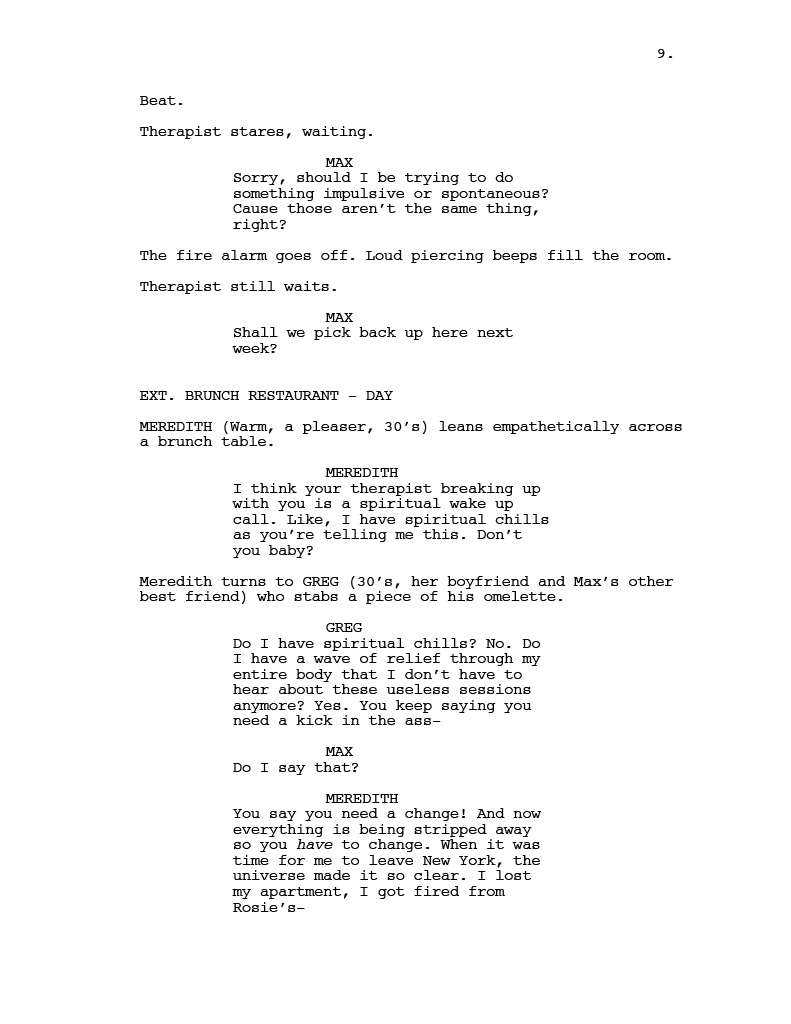 9.
Beat.
Therapist stares, waiting.
MAX
Sorry, should I be trying to do
something impulsive or spontaneous?
Cause those aren’t the same thing,
right?
The fire alarm goes off. Loud piercing beeps fill the room.
Therapist still waits.
MAX
Shall we pick back up here next
week?
EXT. BRUNCH RESTAURANT – DAY
MEREDITH (Warm, a pleaser, 30’s) leans empathetically across
a brunch table.
MEREDITH
I think your therapist breaking up
with you is a spiritual wake up
call. Like, I have spiritual chills
as you’re telling me this. Don’t
you baby?
Meredith turns to GREG (30’s, her boyfriend and Max’s other
best friend) who stabs a piece of his omelette.
GREG
Do I have spiritual chills? No. Do
I have a wave of relief through my
entire body that I don’t have to
hear about these useless sessions
anymore? Yes. You keep saying you
need a kick in the ass–
MAX
Do I say that?
MEREDITH
You say you need a change! And now
everything is being stripped away
so you have to change. When it was
time for me to leave New York, the
universe made it so clear. I lost
my apartment, I got fired from
Rosie’s–